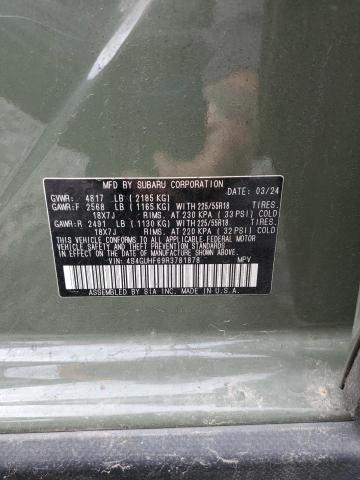 MFD BY SUBARU CORPORATION DATE: 03/24
GVWR: 4817 LB ( 2185 KG)
GAWR:F 2568 LB ( 1165 KG) WITH 225/55R18 TIRES,
18X7J RIMS, AT 230 KPA ( 33 PSI) COLD
GAWR:R 2491 LB ( 1130 KG) WITH 225/55R18 TIRES,
18X7J RIMS, AT 220 KPA ( 32 PSI) COLD
THIS VEHICLE CONFORMS TO ALL APPLICABLE FEDERAL MOTOR
VEHICLE SAFETY AND THEFT PREVENTION STANDARDS IN
EFFECT ON THE DATE OF MANUFACTURE SHOWN ABOVE.
VIN: 4S4GUHF69R3781878 MPV
ASSEMBLED BY SIA IN U.S.A.